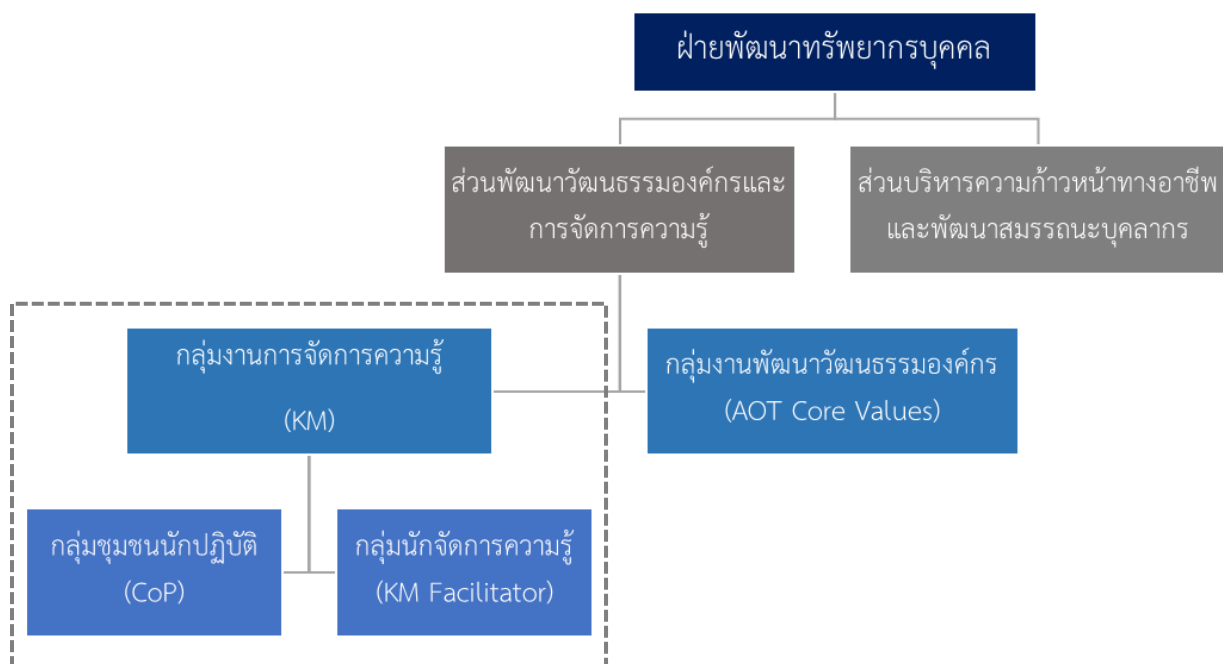 ฝ่ายพัฒนาทรัพยากรบุคคล
ส่วนพัฒนาวัฒนธรรมองค์กรและ
การจัดการความรู้
ส่วนบริหารความก้าวหน้าทางอาชีพ
และพัฒนาสมรรถนะบุคลากร
กลุ่มงานการจัดการความรู้
(KM)
กลุ่มงานพัฒนาวัฒนธรรมองค์กร
(AOT Core Values)
กลุ่มชุมชนนักปฏิบัติ
(CoP)
กลุ่มนักจัดการความรู้
(KM Facilitator)